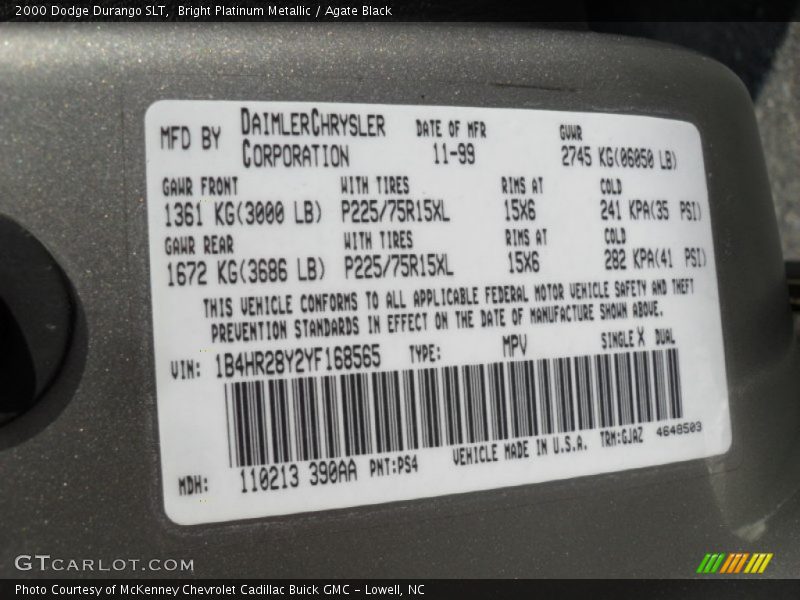 2000 Dodge Durango SLT,  Bright Platinum Metallic / Agate Black
MFD BY DAIMLERCHRYSLER CORPORATION DATE OF MFR 11-99 GVWR 2745 KG(06050 LB)
GAWR FRONT WITH TIRES RIMS AT COLD
1361 KG(3000 LB) P225/75R15XL 15X6 241 KPA(35 PSI)
GAWR REAR WITH TIRES RIMS AT COLD
1672 KG(3686 LB) P225/75R15XL 15X6 282 KPA(41 PSI)
THIS VEHICLE CONFORMS TO ALL APPLICABLE FEDERAL MOTOR VEHICLE SAFETY AND THEFT
PREVENTION STANDARDS IN EFFECT ON THE DATE OF MANUFACTURE SHOWN ABOVE.
VIN: 1B4HR28Y2YF168565 TYPE: MPV SINGLE X DUAL
MDH: 110213 390AA PNT:PS4 VEHICLE MADE IN U.S.A. TRM:GJAZ 4648503
GTCARLOT.COM
Photo Courtesy of McKenney Chevrolet Cadillac Buick GMC - Lowell, NC